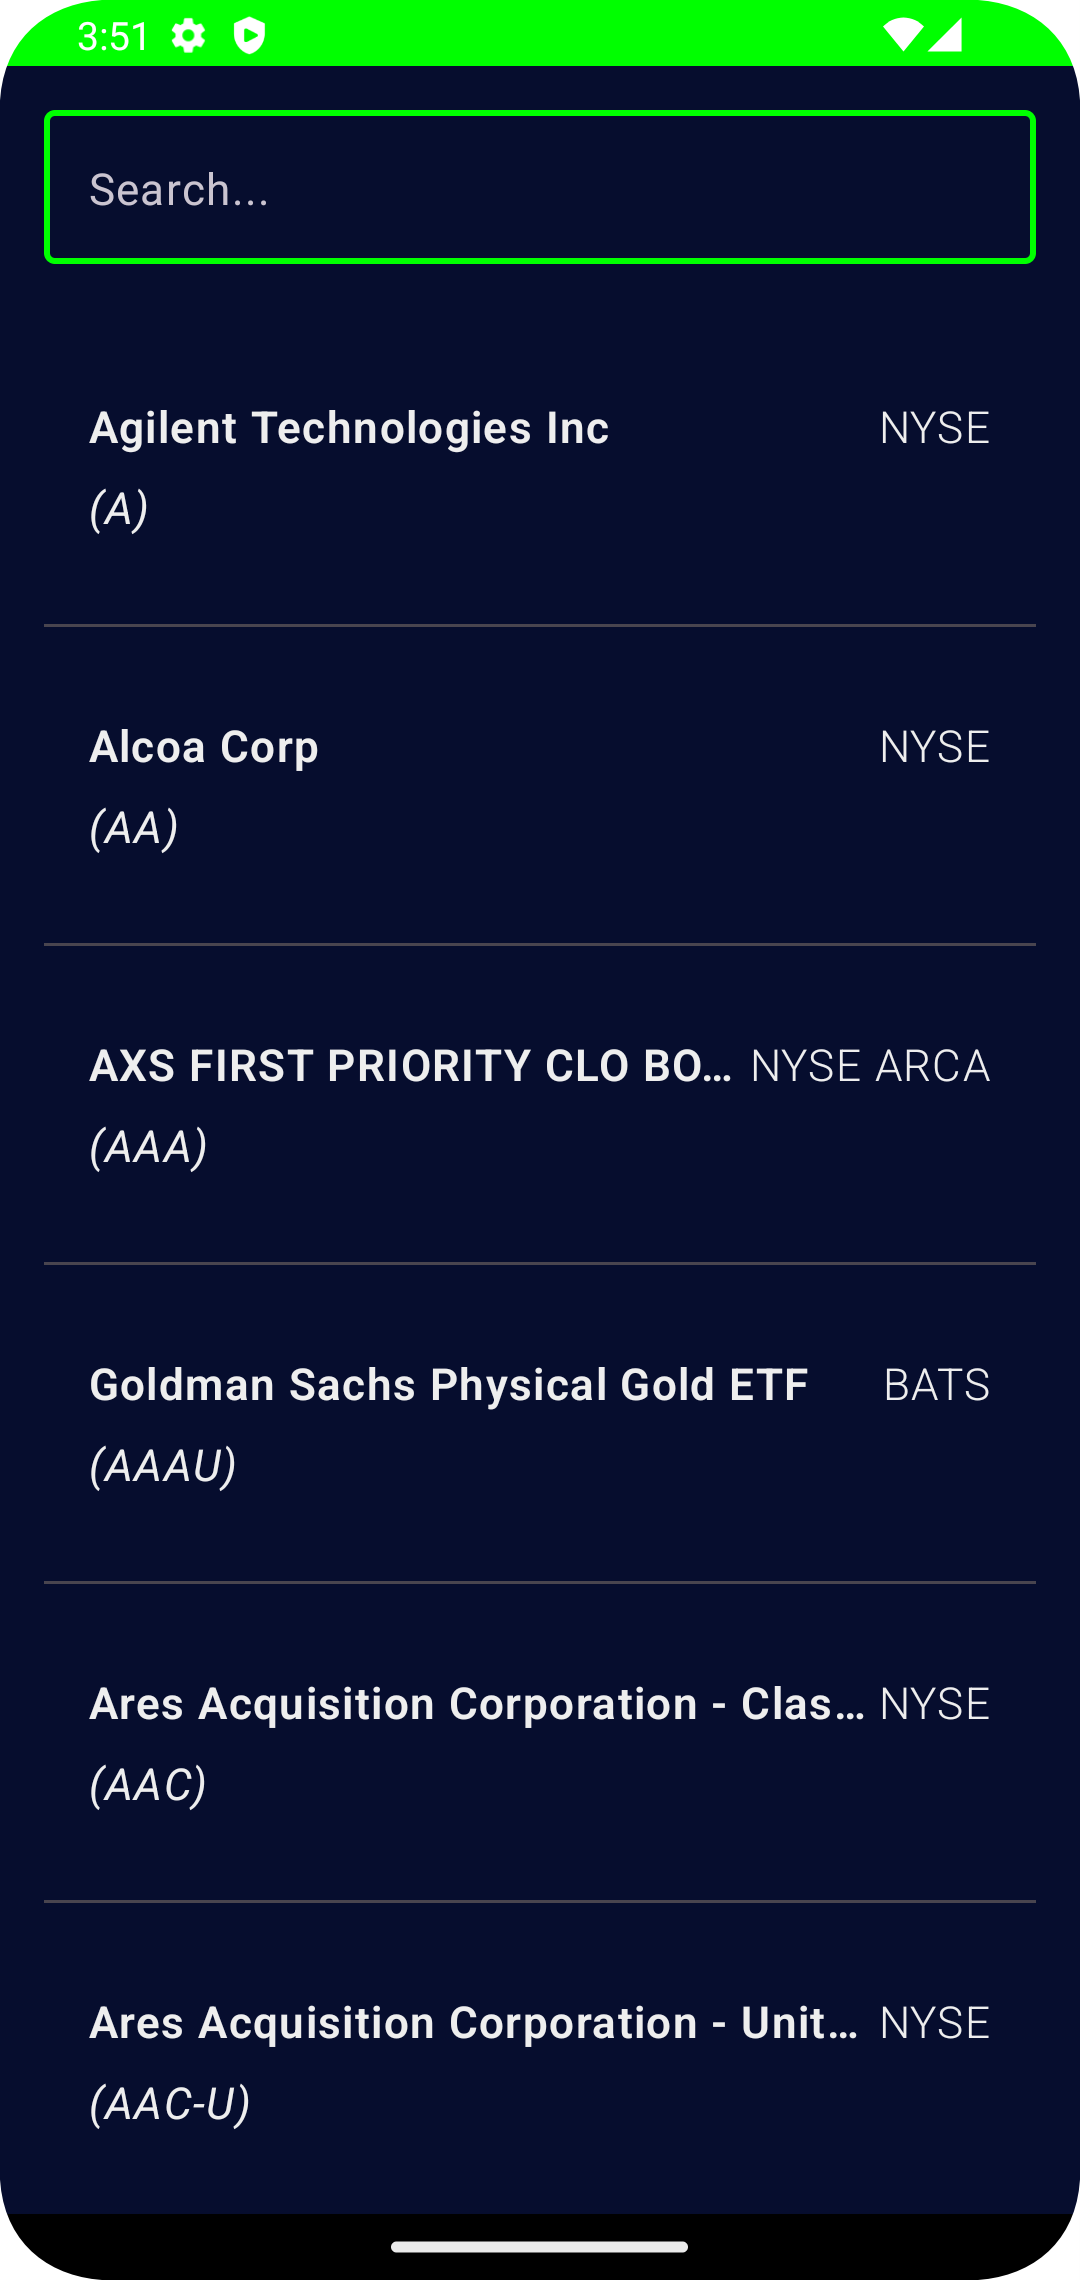 3:51
Search...
Agilent Technologies Inc NYSE
(A)
Alcoa Corp NYSE
(AA)
AXS FIRST PRIORITY CLO BO... NYSE ARCA
(AAA)
Goldman Sachs Physical Gold ETF BATS
(AAAU)
Ares Acquisition Corporation - Clas... NYSE
(AAC)
Ares Acquisition Corporation - Unit... NYSE
(AAC-U)